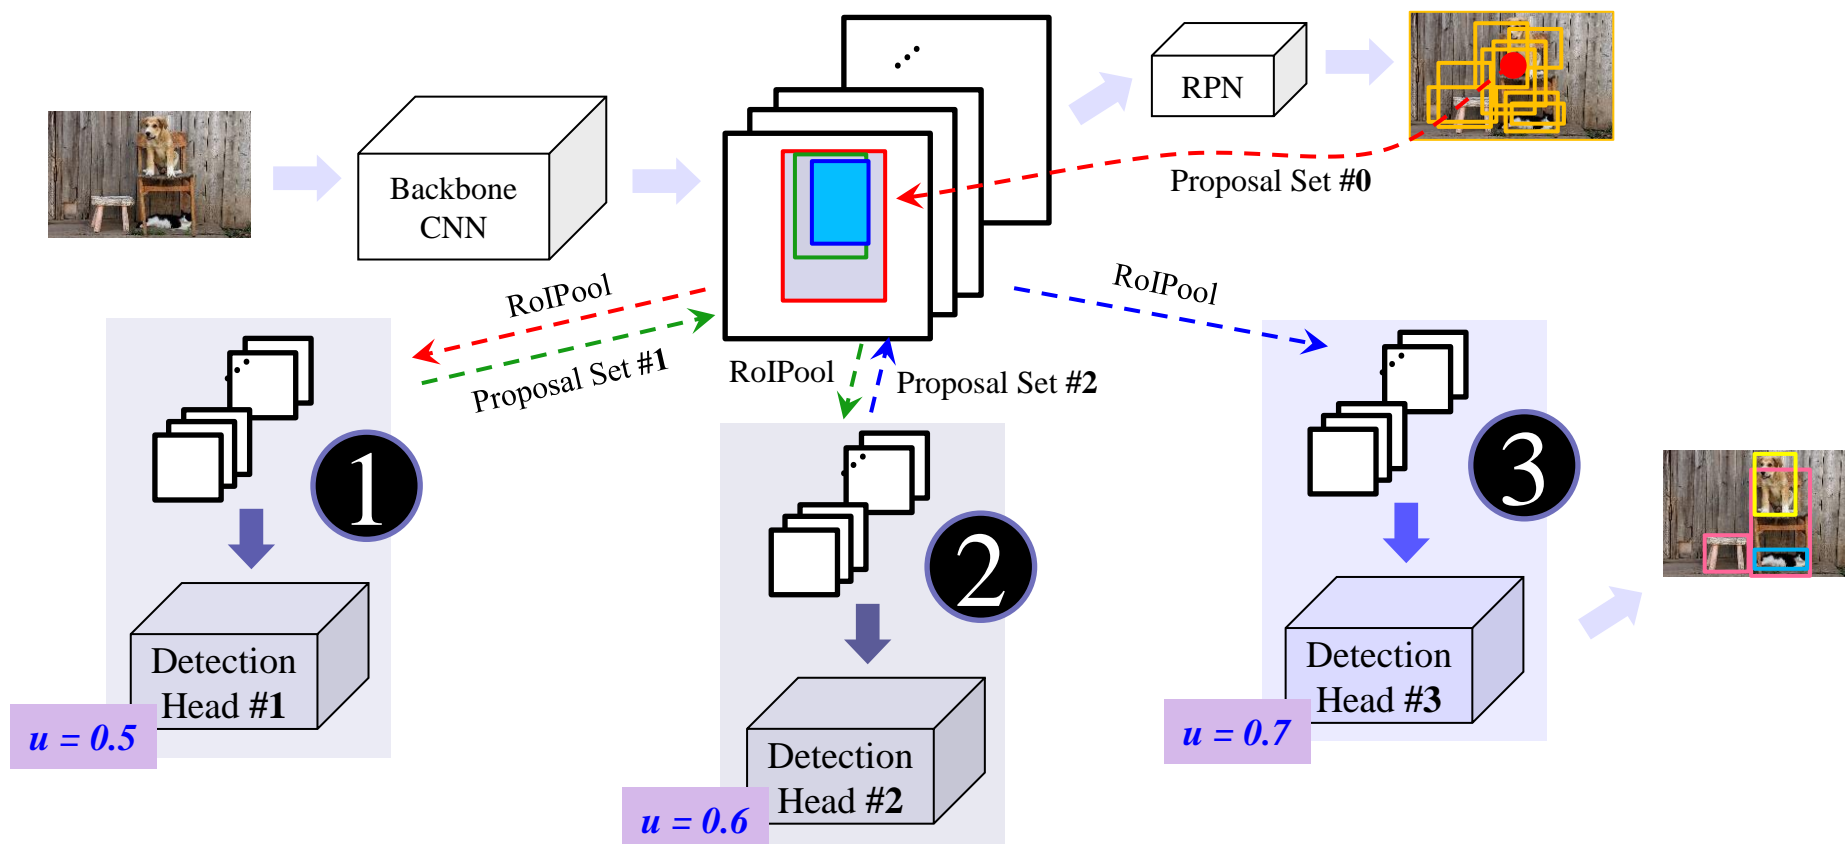 RPN
Backbone
CNN
Proposal Set #0
RoIPool
RoIPool
Proposal Set #1
RoIPool
Proposal Set #2
1
2
3
Detection
Head #1
u = 0.5
Detection
Head #2
u = 0.6
Detection
Head #3
u = 0.7